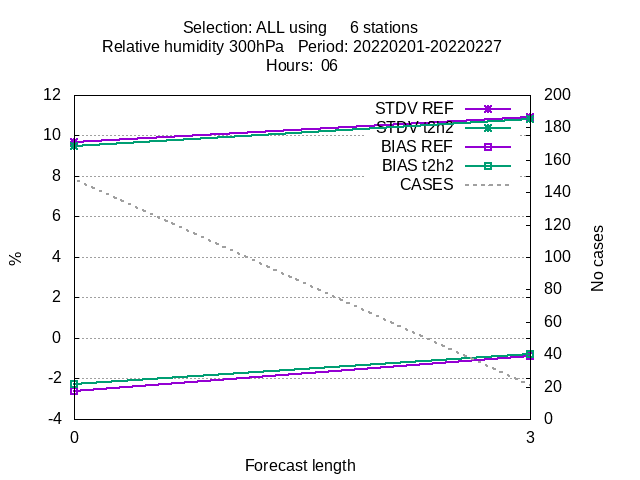 Selection: ALL using 6 stations
Relative humidity 300hPa Period: 20220201-20220227
Hours: 06
12
10
8
6
4
2
0
-2
-4
%
200
180
160
140
120
100
80
60
40
20
0
No cases
STDV REF
STDV t2h2
BIAS REF
BIAS t2h2
CASES
0
3
Forecast length